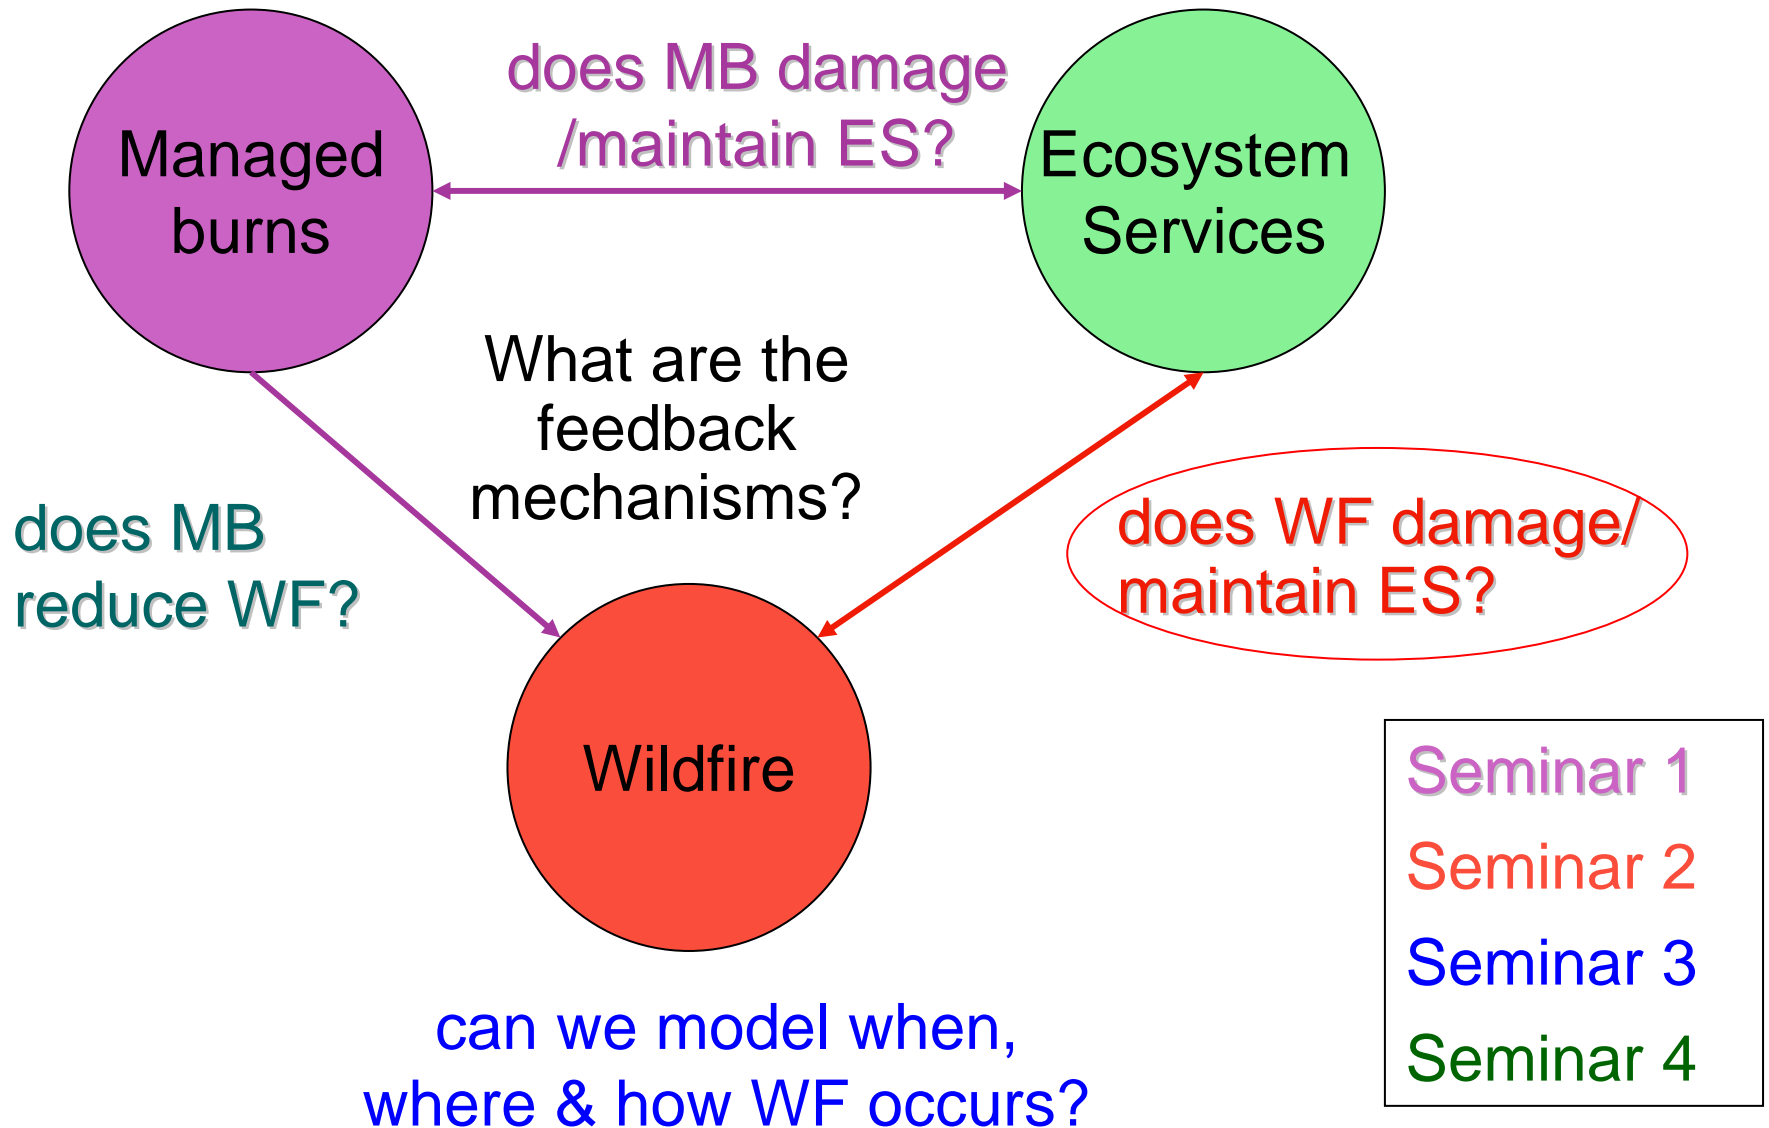 Managed
burns
does MB damage
/maintain ES?
Ecosystem
Services
What are the
feedback
mechanisms?
does MB
reduce WF?
does WF damage/
maintain ES?
Wildfire
can we model when,
where & how WF occurs?
Seminar 1
Seminar 2
Seminar 3
Seminar 4